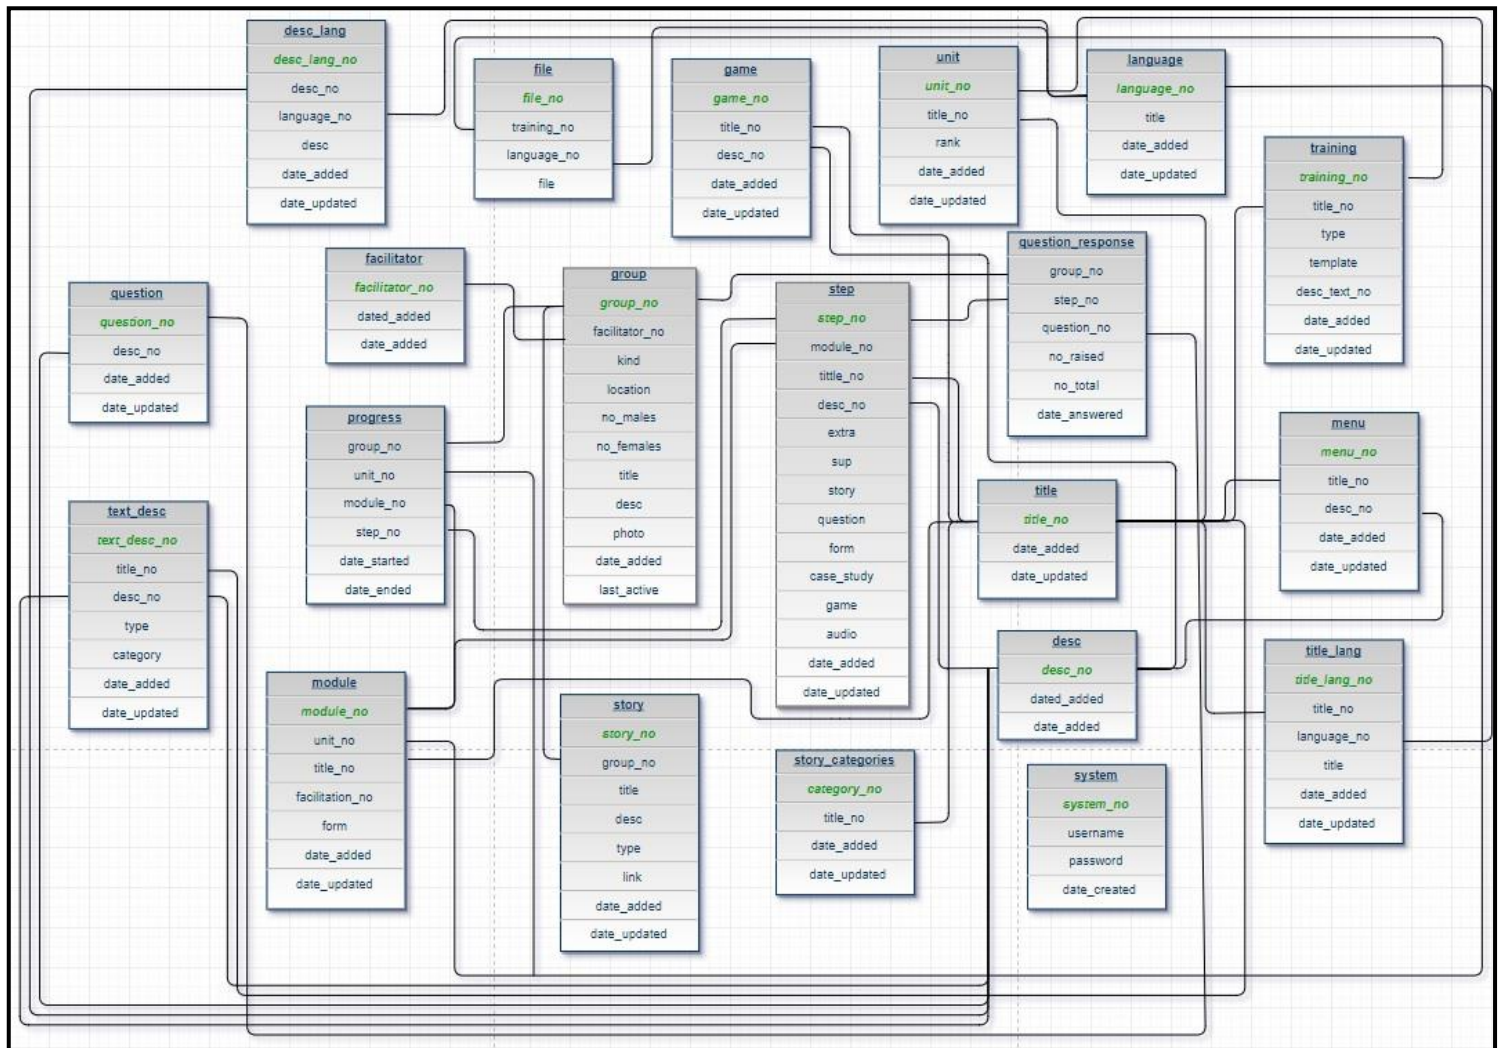 desc_lang
desc_lang_no
desc_no
language_no
desc
date_added
date_updated
file
file_no
training_no
language_no
file
game
game_no
title_no
desc_no
date_added
date_updated
unit
unit_no
title_no
rank
date_added
date_updated
language
language_no
title
date_added
date_updated
training
training_no
title_no
type
template
desc_text_no
date_added
date_updated
question
question_no
desc_no
date_added
date_updated
facilitator
facilitator_no
dated_added
date_added
group
group_no
facilitator_no
kind
location
no_males
no_females
title
desc
photo
date_added
last_active
step
step_no
module_no
tittle_no
desc_no
extra
sup
story
question
form
case_study
game
audio
date_added
date_updated
question_response
group_no
step_no
question_no
no_raised
no_total
date_answered
progress
group_no
unit_no
module_no
step_no
date_started
date_ended
menu
menu_no
title_no
desc_no
date_added
date_updated
text_desc
text_desc_no
title_no
desc_no
type
category
date_added
date_updated
title
title_no
date_added
date_updated
desc
desc_no
dated_added
date_added
title_lang
title_lang_no
title_no
language_no
title
date_added
date_updated
module
module_no
unit_no
title_no
facilitation_no
form
date_added
date_updated
story
story_no
group_no
title
desc
type
link
date_added
date_updated
story_categories
category_no
title_no
date_added
date_updated
system
system_no
username
password
date_created